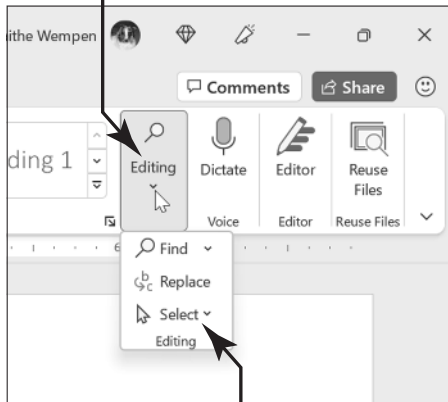 ithe Wempen
Comments Share
ding 1
Editing Dictate Editor Reuse Files
Voice Editor Reuse Files
6
Find
Replace
Select
Editing